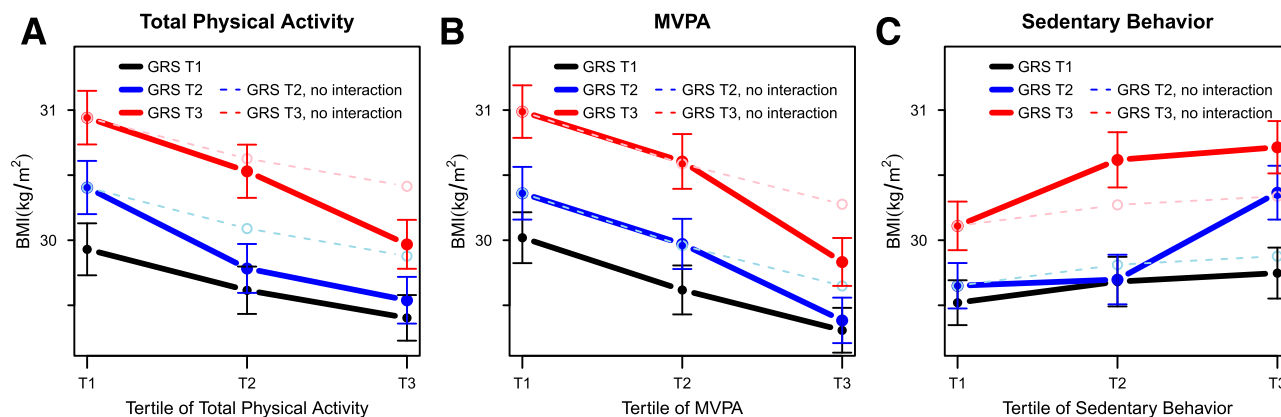 A
Total Physical Activity
GRS T1
GRS T2
GRS T3
GRS T2, no interaction
GRS T3, no interaction
31
30
BMI(kg/m²)
T1
T2
T3
Tertile of Total Physical Activity
B
MVPA
GRS T1
GRS T2
GRS T3
GRS T2, no interaction
GRS T3, no interaction
31
30
BMI(kg/m²)
T1
T2
T3
Tertile of MVPA
C
Sedentary Behavior
GRS T1
GRS T2
GRS T3
GRS T2, no interaction
GRS T3, no interaction
31
30
BMI(kg/m²)
T1
T2
T3
Tertile of Sedentary Behavior